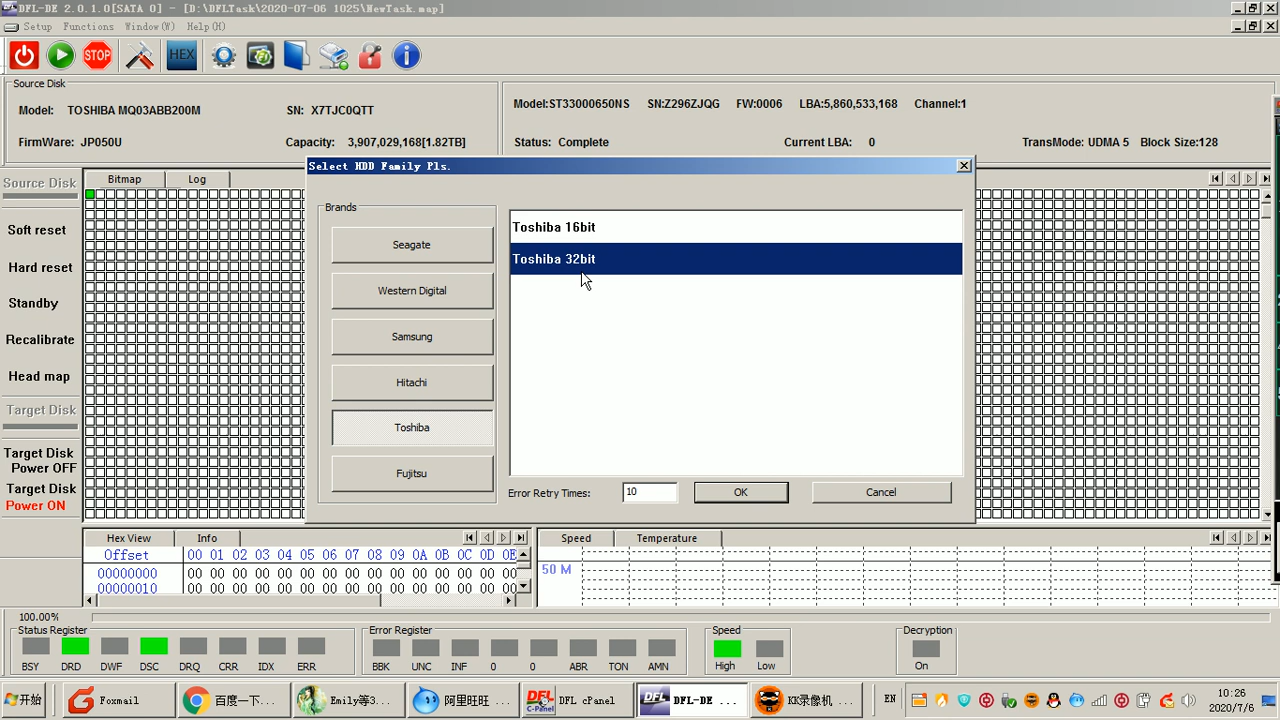 DFL-DE 2.0.1.0[SATA 0] - [D:\DFLTask\2020-07-06 1025\NewTask.map]
Setup Functions Window(W) Help(H)
STOP
HEX
Source Disk
Model: TOSHIBA MQ03ABB200M SN: X7TJC0QTT
FirmWare: JP050U Capacity: 3,907,029,168[1.82TB]
Model:ST33000650NS SN:Z296ZJQG FW:0006 LBA:5,860,533,168 Channel:1
Status: Complete Current LBA: 0 TransMode: UDMA 5 Block Size:128
Source Disk
Soft reset
Hard reset
Standby
Recalibrate
Head map
Target Disk
Target Disk
Power OFF
Target Disk
Power ON
Bitmap Log
Select HDD Family Pls.
Brands
Seagate
Western Digital
Samsung
Hitachi
Toshiba
Fujitsu
Toshiba 16bit
Toshiba 32bit
Error Retry Times: 10 OK Cancel
Hex View Info
Offset 00 01 02 03 04 05 06 07 08 09 0A 0B 0C 0D 0E
00000000 00 00 00 00 00 00 00 00 00 00 00 00 00 00 00
00000010 00 00 00 00 00 00 00 00 00 00 00 00 00 00 00
Speed Temperature
50 M
100.00%
Status Register
BSY DRD DWF DSC DRQ CRR IDX ERR
Error Register
BBK UNC INF 0 0 ABR TON AMN
Speed
High Low
Decryption
On
开始 Foxmail 百度一下... Emily等3... 阿里旺旺 ... DFL cPanel DFL-DE ... KK录像机 ... EN
10:26
2020/7/6